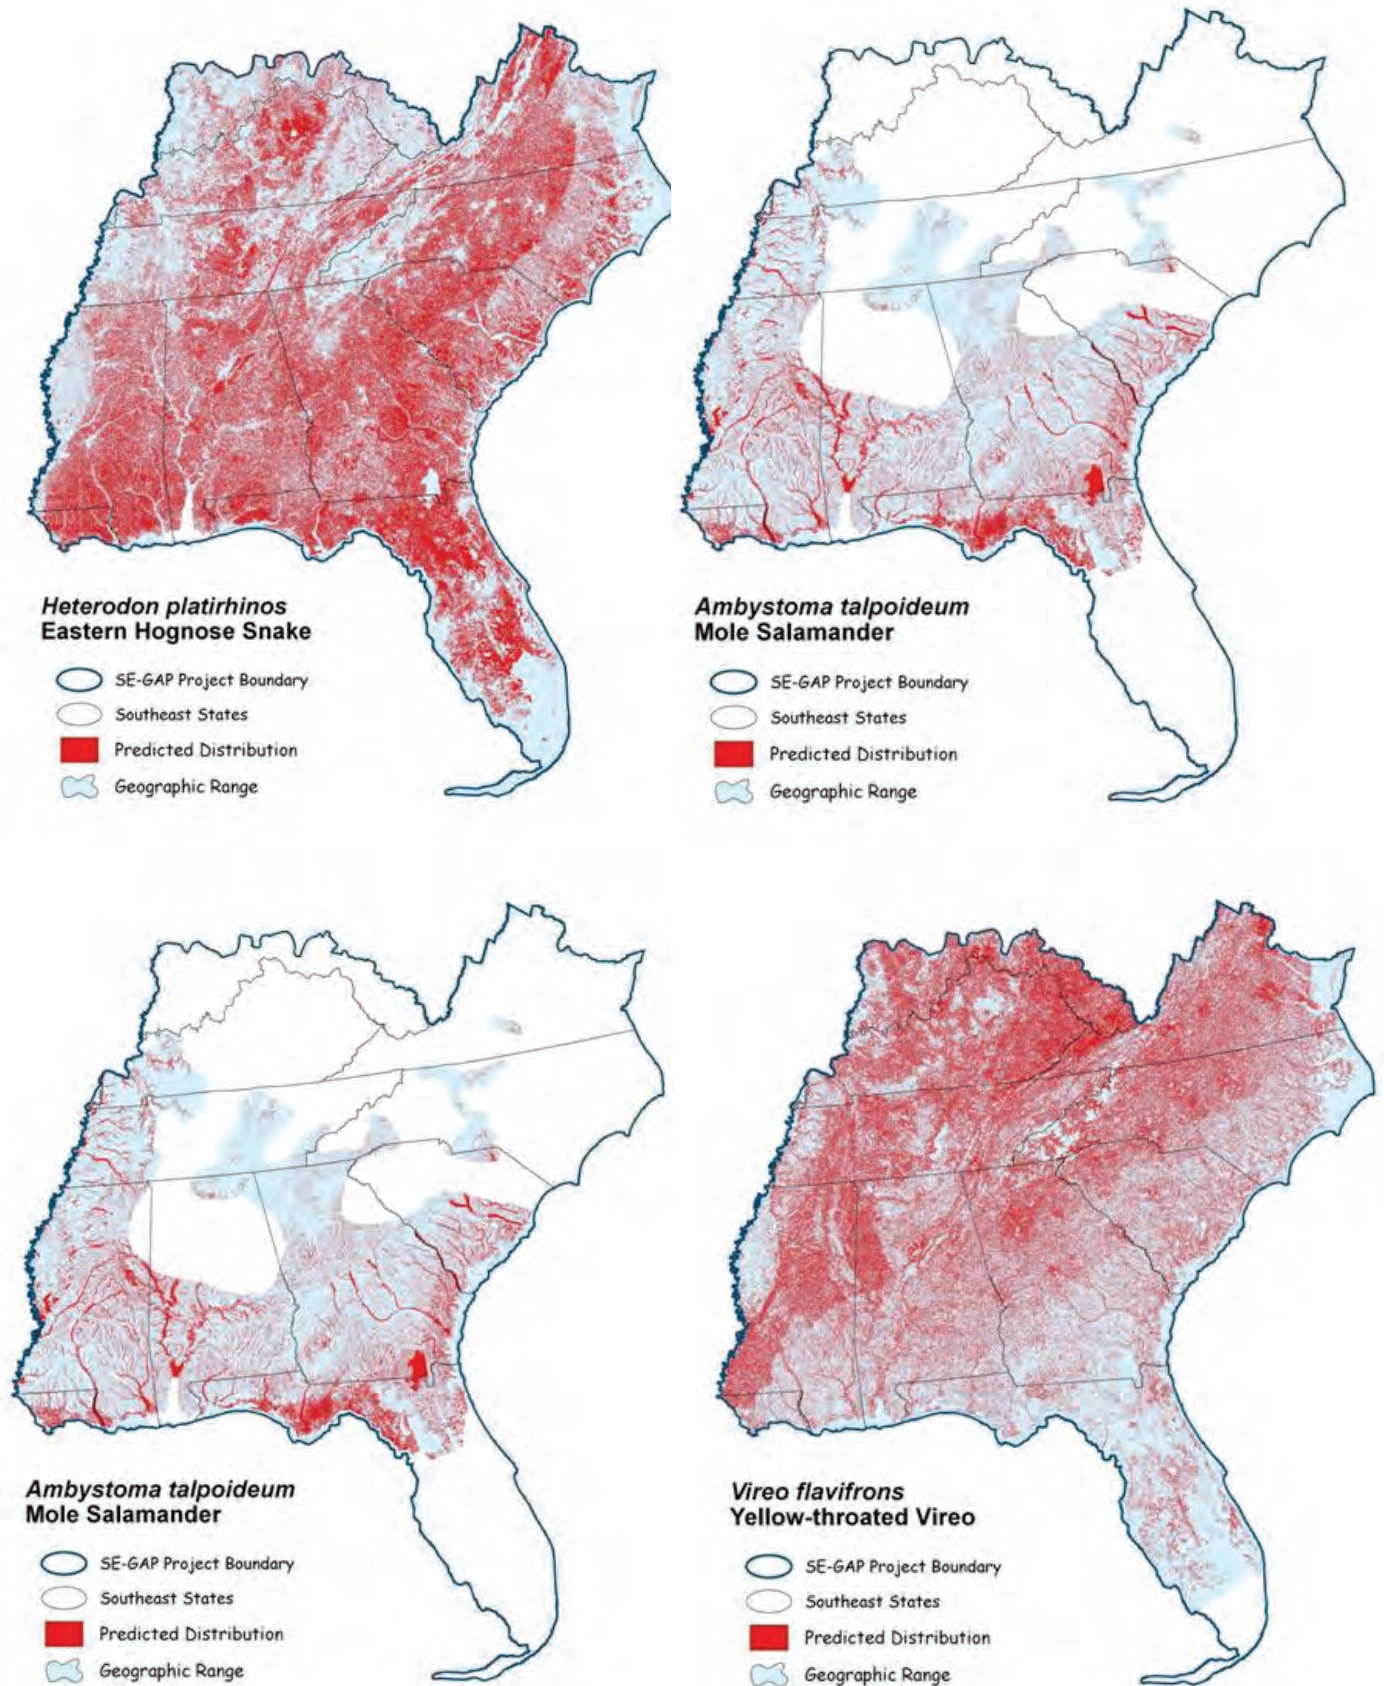 Heterodon platirhinos
Eastern Hognose Snake
SE-GAP Project Boundary
Southeast States
Predicted Distribution
Geographic Range
Ambystoma talpoideum
Mole Salamander
SE-GAP Project Boundary
Southeast States
Predicted Distribution
Geographic Range
Ambystoma talpoideum
Mole Salamander
SE-GAP Project Boundary
Southeast States
Predicted Distribution
Geographic Range
Vireo flavifrons
Yellow-throated Vireo
SE-GAP Project Boundary
Southeast States
Predicted Distribution
Geographic Range